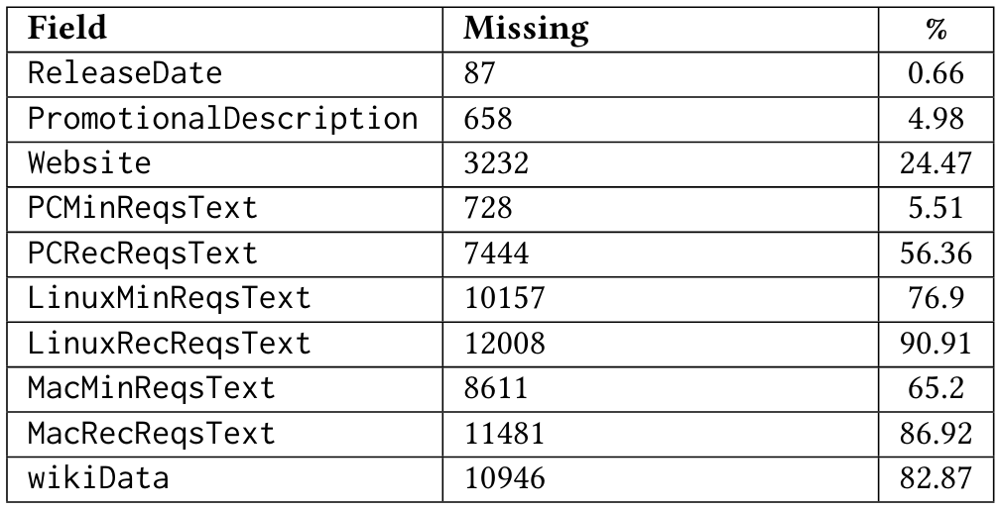 Field Missing %
ReleaseDate 87 0.66
PromotionalDescription 658 4.98
Website 3232 24.47
PCMinReqsText 728 5.51
PCRecReqsText 7444 56.36
LinuxMinReqsText 10157 76.9
LinuxRecReqsText 12008 90.91
MacMinReqsText 8611 65.2
MacRecReqsText 11481 86.92
wikiData 10946 82.87